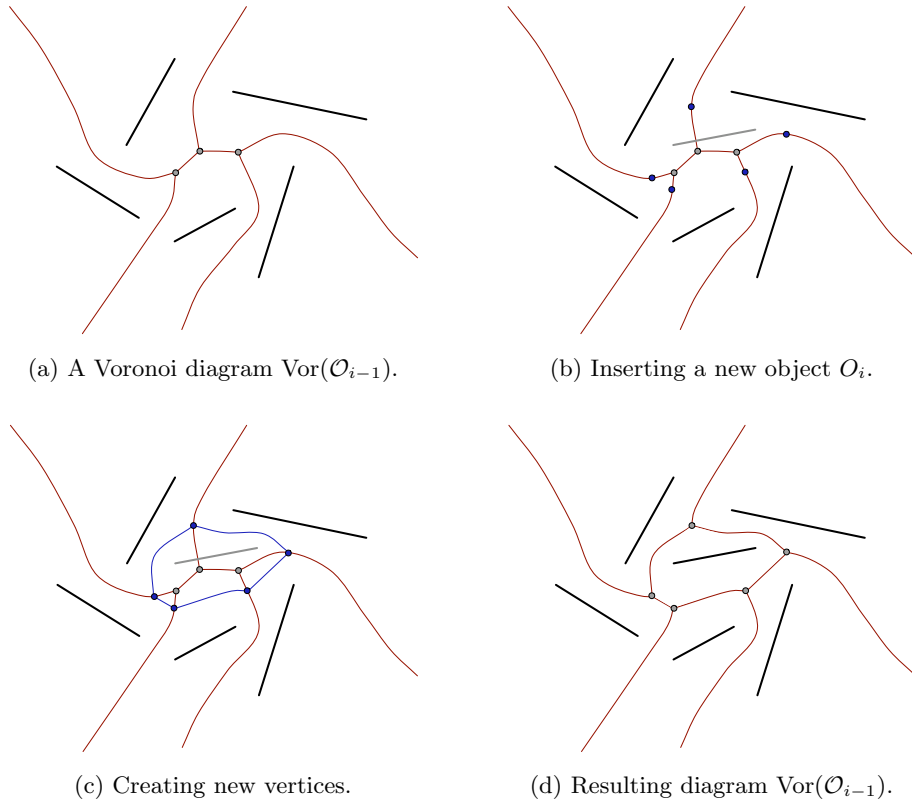 (a) A Voronoi diagram Vor(𝒪ᵢ₋₁).
(b) Inserting a new object Oᵢ.
(c) Creating new vertices.
(d) Resulting diagram Vor(𝒪ᵢ₋₁).